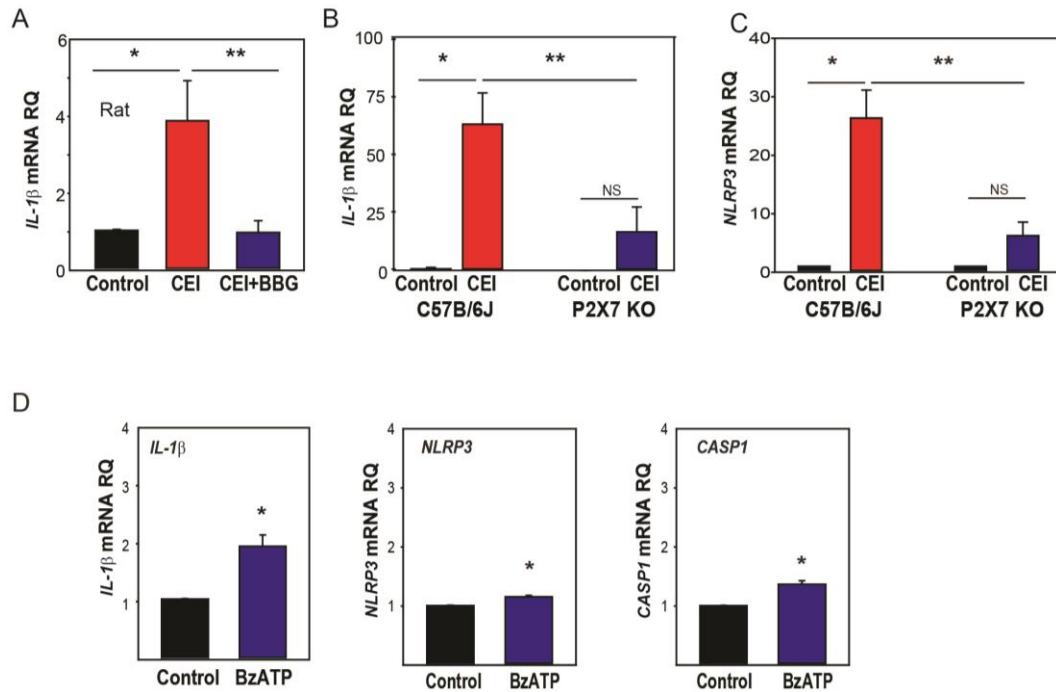 A
6
4
2
0
IL-1β mRNA RQ
* **
Rat
Control CEI CEI+BBG
B
100
75
50
25
0
IL-1β mRNA RQ
* **
NS
Control CEI Control CEI
C57B/6J P2X7 KO
C
40
30
20
10
0
NLRP3 mRNA RQ
* **
NS
Control CEI Control CEI
C57B/6J P2X7 KO
D
4
3
2
1
IL-1β mRNA RQ
IL-1β
*
Control BzATP
4
3
2
1
NLRP3 mRNA RQ
NLRP3
*
Control BzATP
4
3
2
1
CASP1 mRNA RQ
CASP1
*
Control BzATP